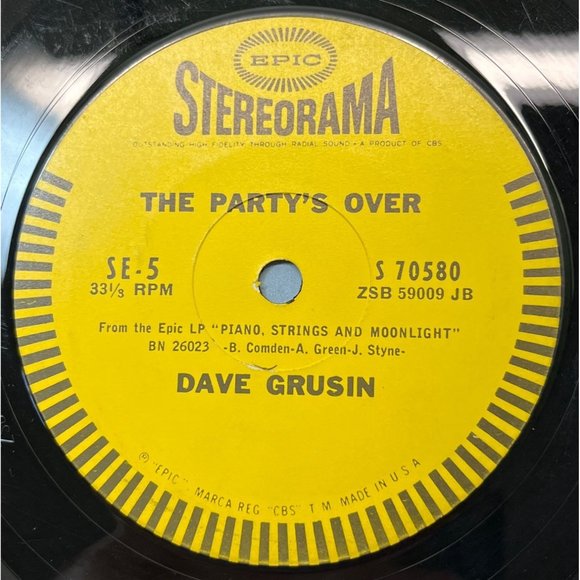 EPIC
STEREORAMA
OUTSTANDING HIGH FIDELITY THROUGH RADIAL SOUND • A PRODUCT OF CBS
THE PARTY'S OVER
SE-5 S 70580
33⅓ RPM ZSB 59009 JB
From the Epic LP "PIANO, STRINGS AND MOONLIGHT"
BN 26023 -B. Comden-A. Green-J. Styne-
DAVE GRUSIN
© "EPIC", MARCA REG "CBS" T M MADE IN U S A